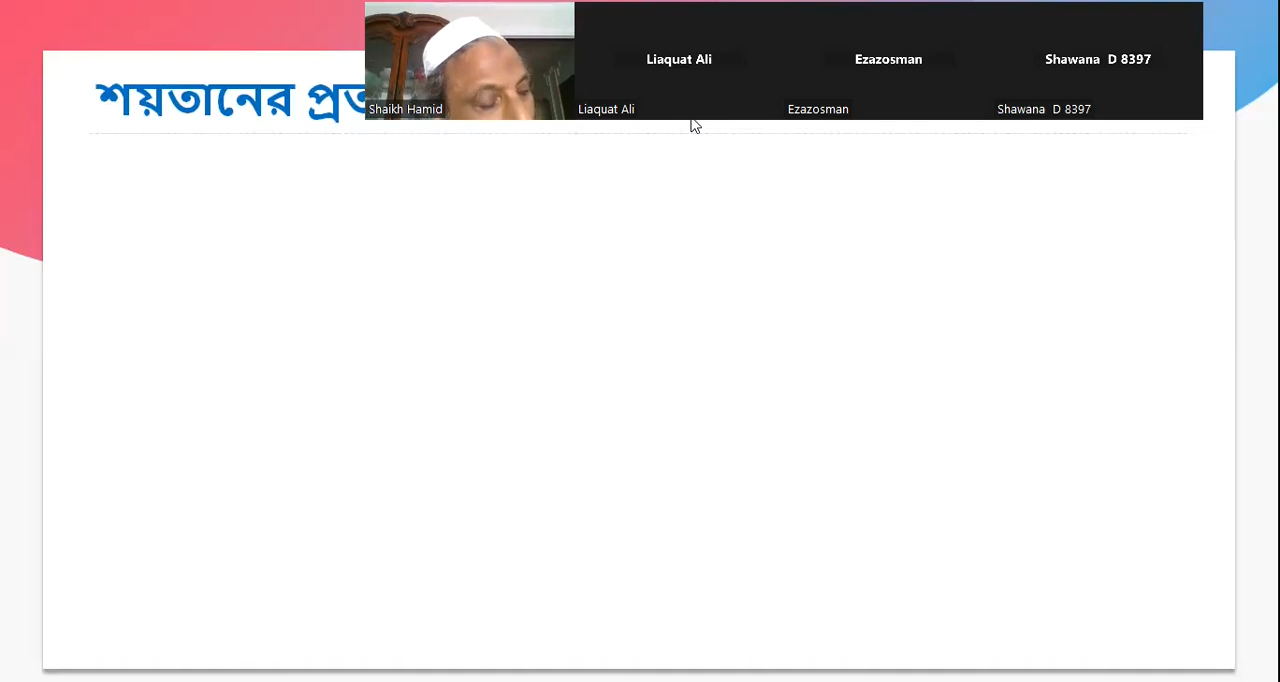 Liaquat Ali Ezazosman Shawana D 8397
শয়তানের
Shaikh Hamid Liaquat Ali Ezazosman Shawana D 8397